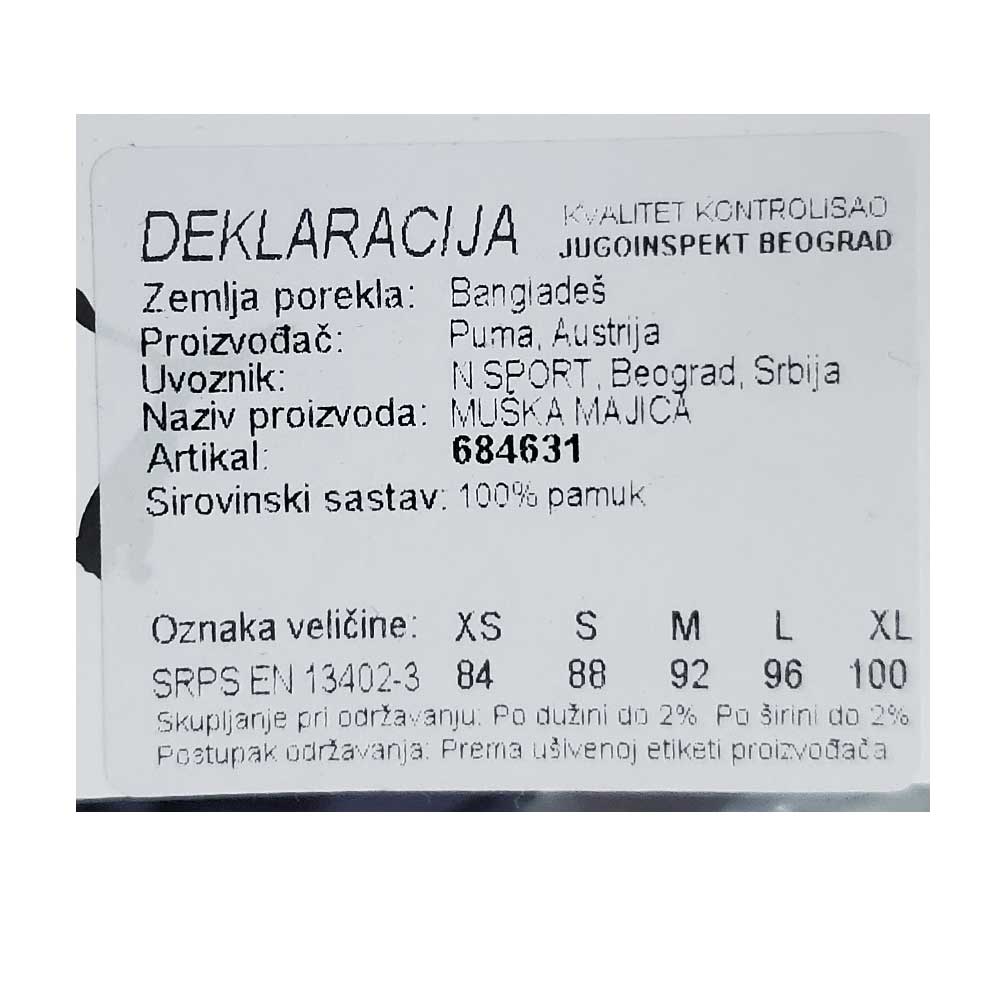 DEKLARACIJA
KVALITET KONTROLISAO
JUGOINSPEKT BEOGRAD
Zemlja porekla: Bangladeš
Proizvođač: Puma, Austrija
Uvoznik: N SPORT, Beograd, Srbija
Naziv proizvoda: MUŠKA MAJICA
Artikal: 684631
Sirovinski sastav: 100% pamuk
Oznaka veličine: XS S M L XL
SRPS EN 13402-3 84 88 92 96 100
Skupljanje pri održavanju: Po dužini do 2% Po širini do 2%
Postupak održavanja: Prema ušivenoj etiketi proizvođača